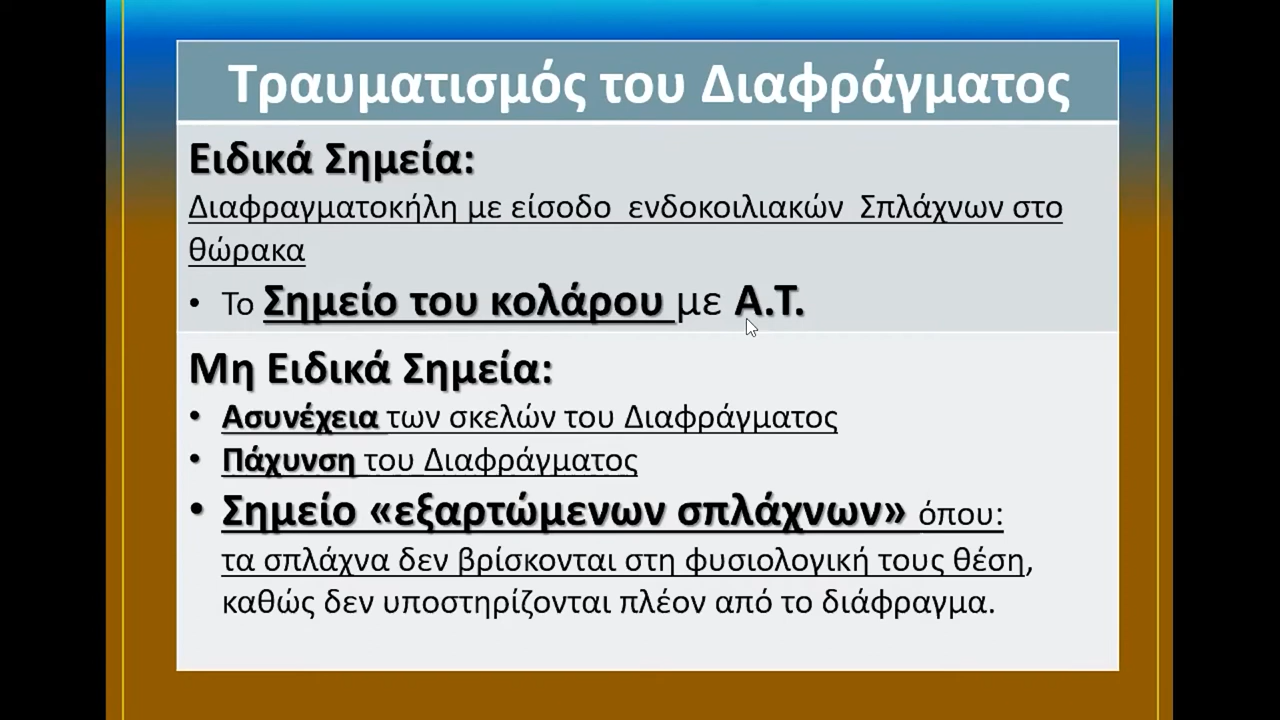 Τραυματισμός του Διαφράγματος
Ειδικά Σημεία:
Διαφραγματοκήλη με είσοδο ενδοκοιλιακών Σπλάχνων στο
θώρακα
• Το Σημείο του κολάρου με Α.Τ.
Μη Ειδικά Σημεία:
• Ασυνέχεια των σκελών του Διαφράγματος
• Πάχυνση του Διαφράγματος
• Σημείο «εξαρτώμενων σπλάχνων» όπου:
τα σπλάχνα δεν βρίσκονται στη φυσιολογική τους θέση,
καθώς δεν υποστηρίζονται πλέον από το διάφραγμα.